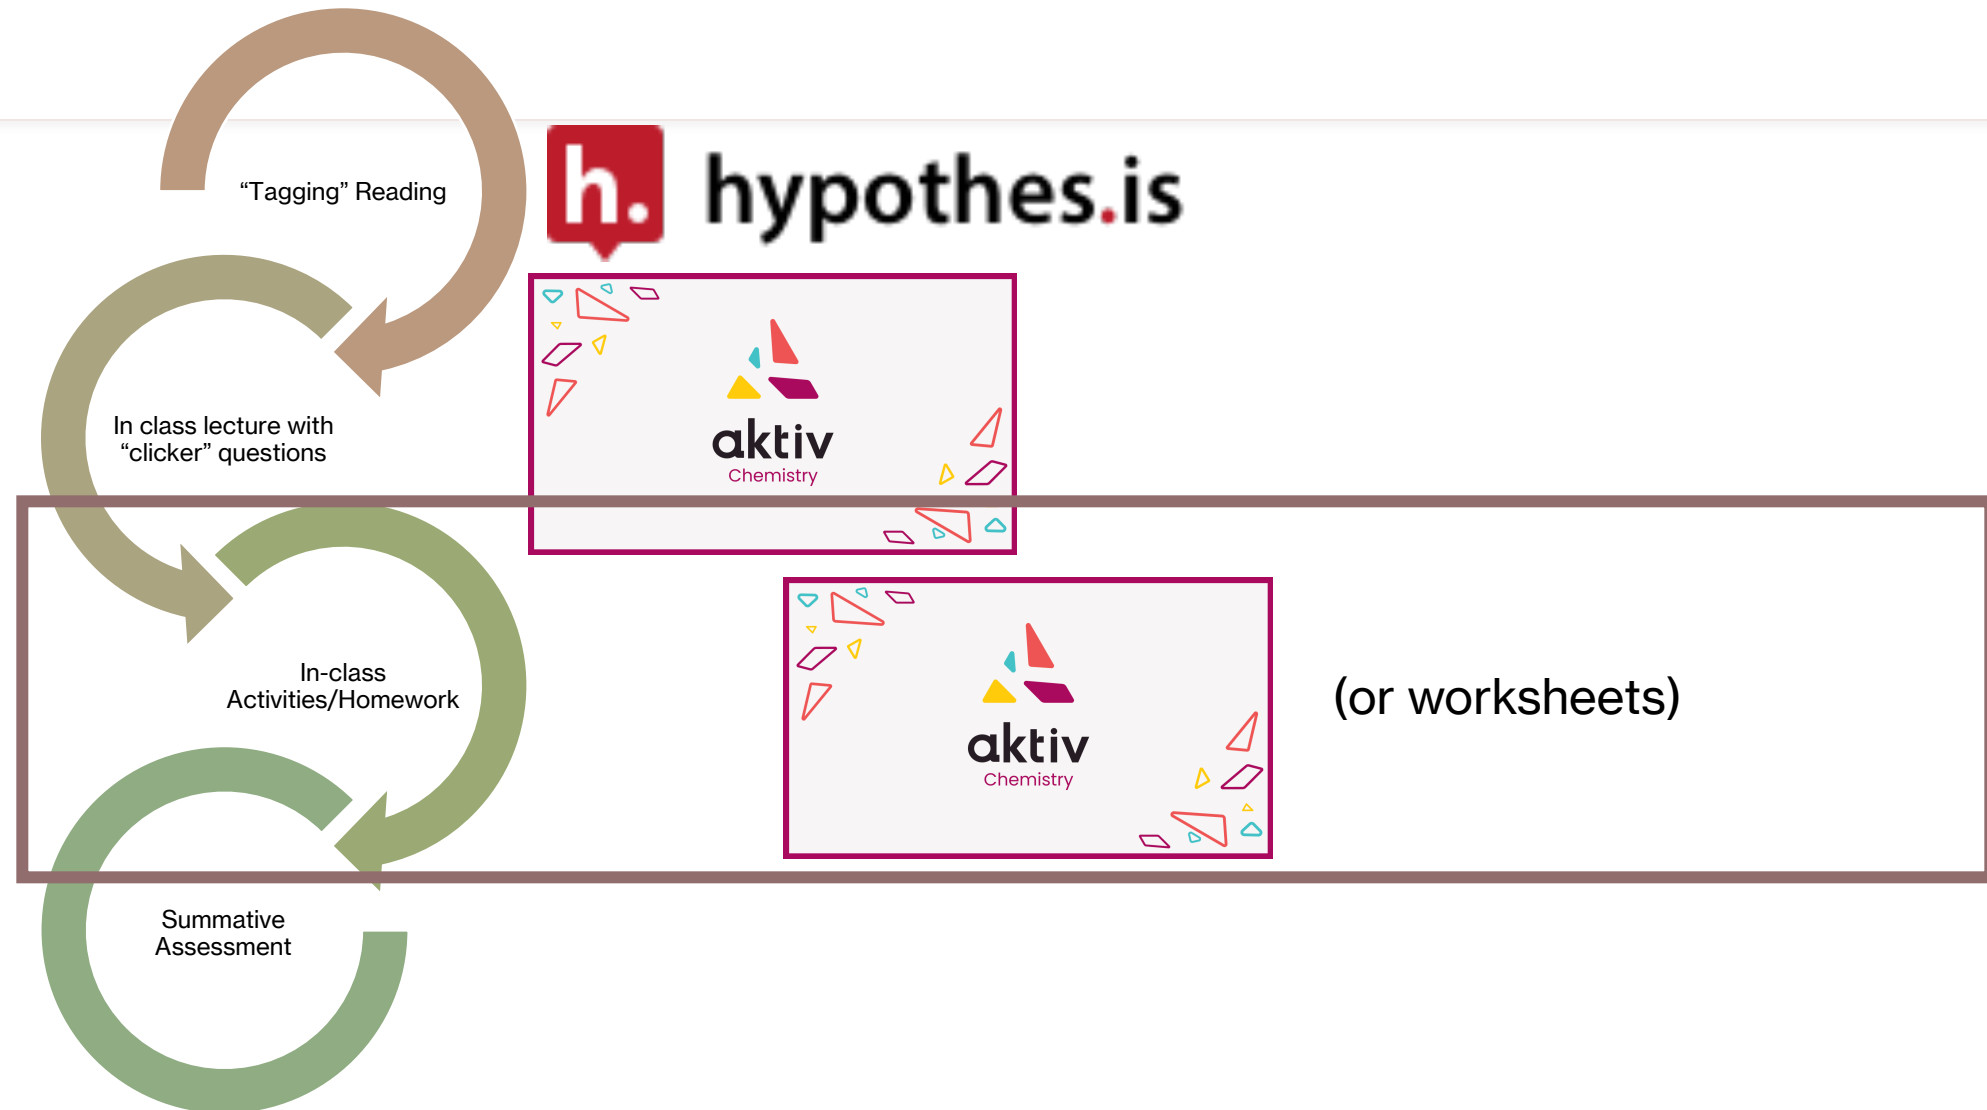 “Tagging” Reading
h. hypothes.is
In class lecture with
“clicker” questions
aktiv
Chemistry
In-class
Activities/Homework
aktiv
Chemistry
(or worksheets)
Summative
Assessment